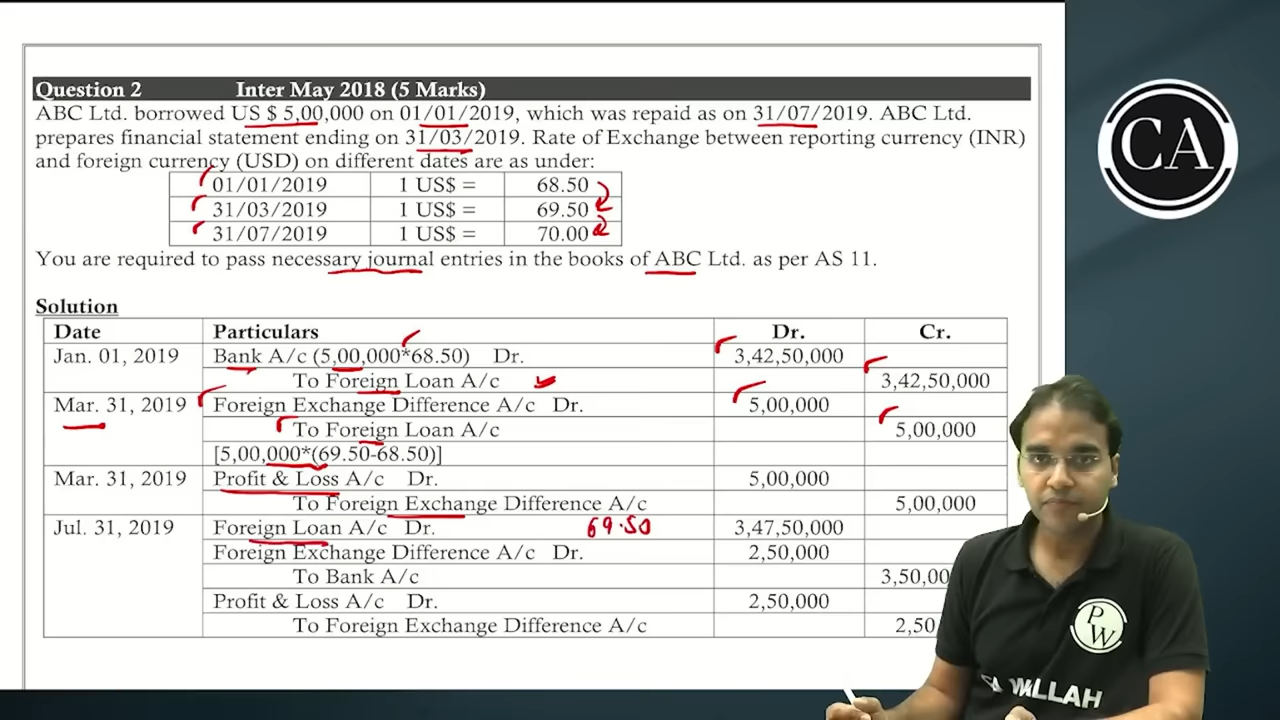 Question 2 Inter May 2018 (5 Marks)
ABC Ltd. borrowed US $ 5,00,000 on 01/01/2019, which was repaid as on 31/07/2019. ABC Ltd.
prepares financial statement ending on 31/03/2019. Rate of Exchange between reporting currency (INR)
and foreign currency (USD) on different dates are as under:
01/01/2019 1 US$ = 68.50
31/03/2019 1 US$ = 69.50
31/07/2019 1 US$ = 70.00
You are required to pass necessary journal entries in the books of ABC Ltd. as per AS 11.
Solution
Date Particulars Dr. Cr.
Jan. 01, 2019 Bank A/c (5,00,000*68.50) Dr. 3,42,50,000
To Foreign Loan A/c 3,42,50,000
Mar. 31, 2019 Foreign Exchange Difference A/c Dr. 5,00,000
To Foreign Loan A/c 5,00,000
[5,00,000*(69.50-68.50)]
Mar. 31, 2019 Profit & Loss A/c Dr. 5,00,000
To Foreign Exchange Difference A/c 5,00,000
Jul. 31, 2019 Foreign Loan A/c Dr. 69.50 3,47,50,000
Foreign Exchange Difference A/c Dr. 2,50,000
To Bank A/c 3,50,00
Profit & Loss A/c Dr. 2,50,000
To Foreign Exchange Difference A/c 2,50
CA
PW
WALLAH